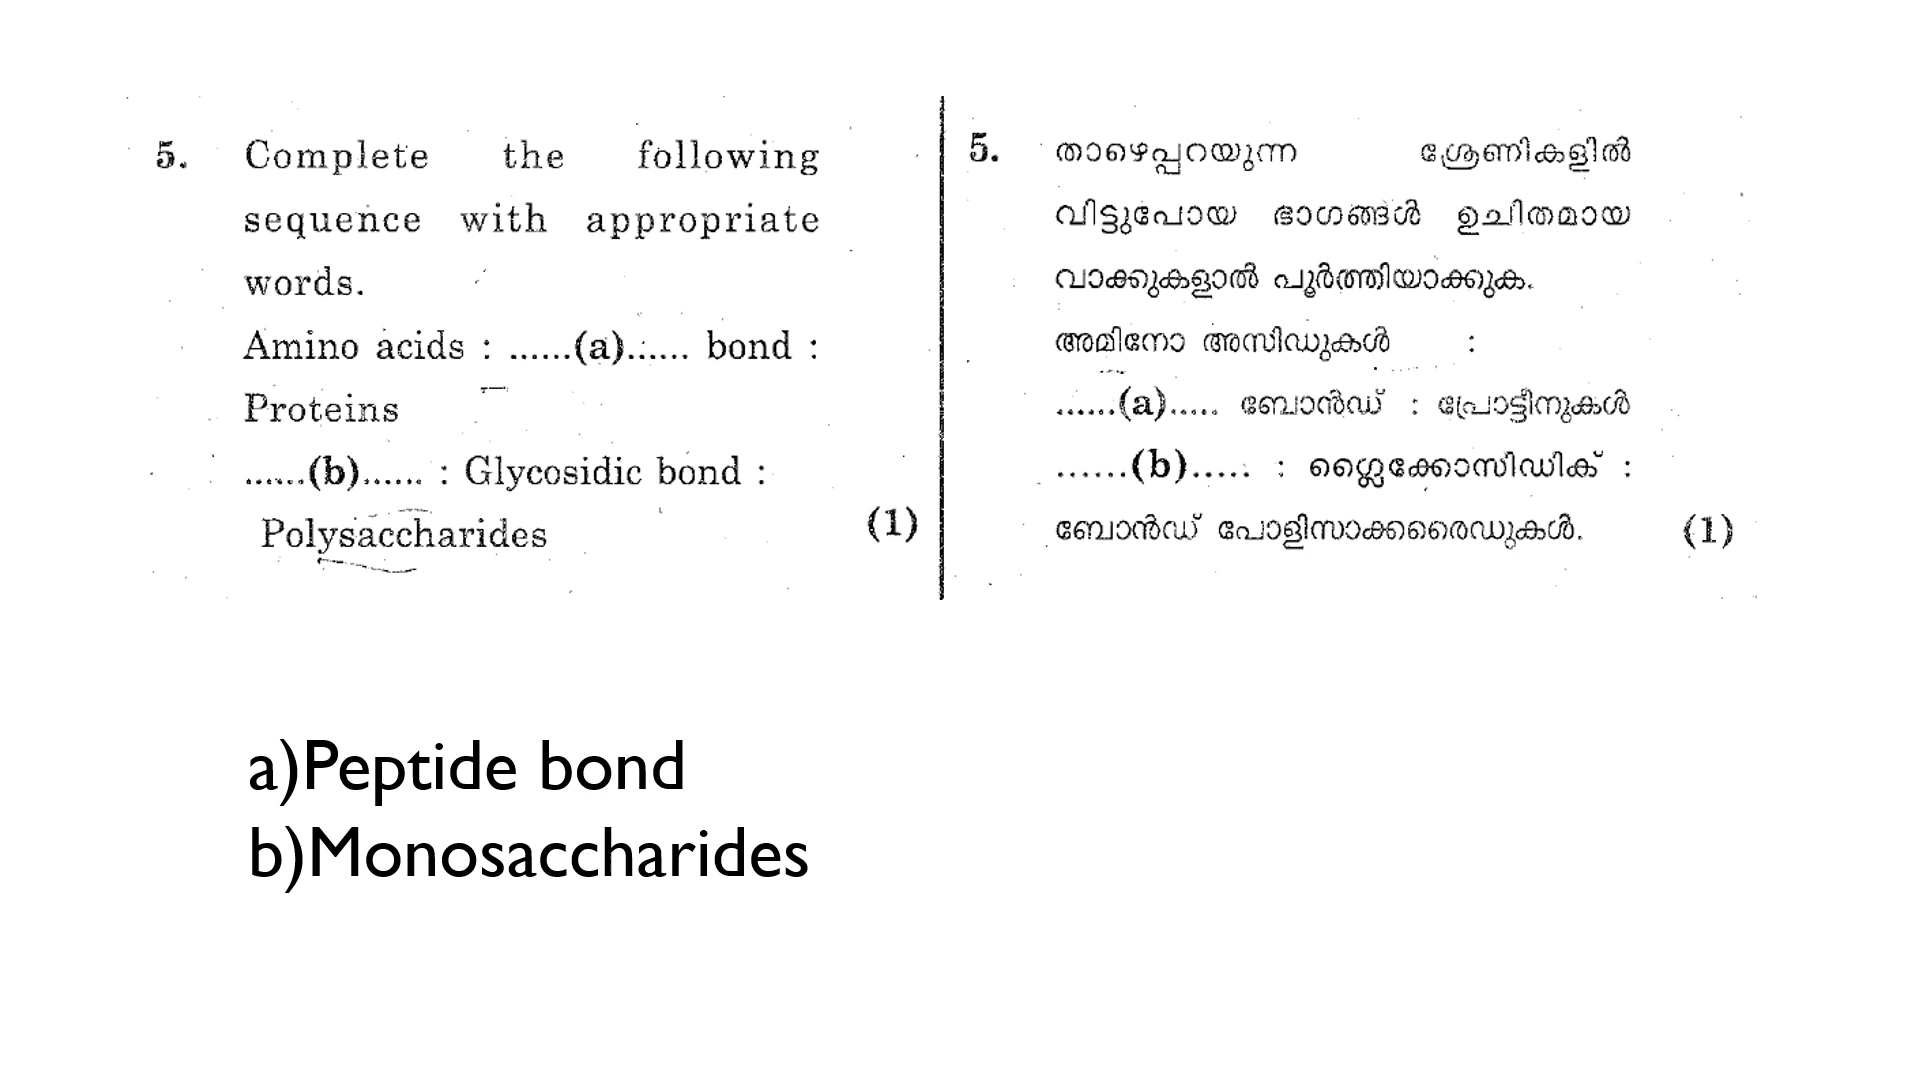 5. Complete the following
sequence with appropriate
words.
Amino acids : ......(a)...... bond :
Proteins
......(b)...... : Glycosidic bond :
Polysaccharides (1)
5. താഴെപ്പറയുന്ന ശ്രേണികളിൽ
വിട്ടുപോയ ഭാഗങ്ങൾ ഉചിതമായ
വാക്കുകളാൽ പൂർത്തിയാക്കുക.
അമിനോ അസിഡുകൾ :
......(a)..... ബോൻഡ് : പ്രോട്ടീനുകൾ
......(b)..... : ഗ്ലൈക്കോസിഡിക് :
ബോൻഡ് പോളിസാക്കരൈഡുകൾ. (1)
a)Peptide bond
b)Monosaccharides